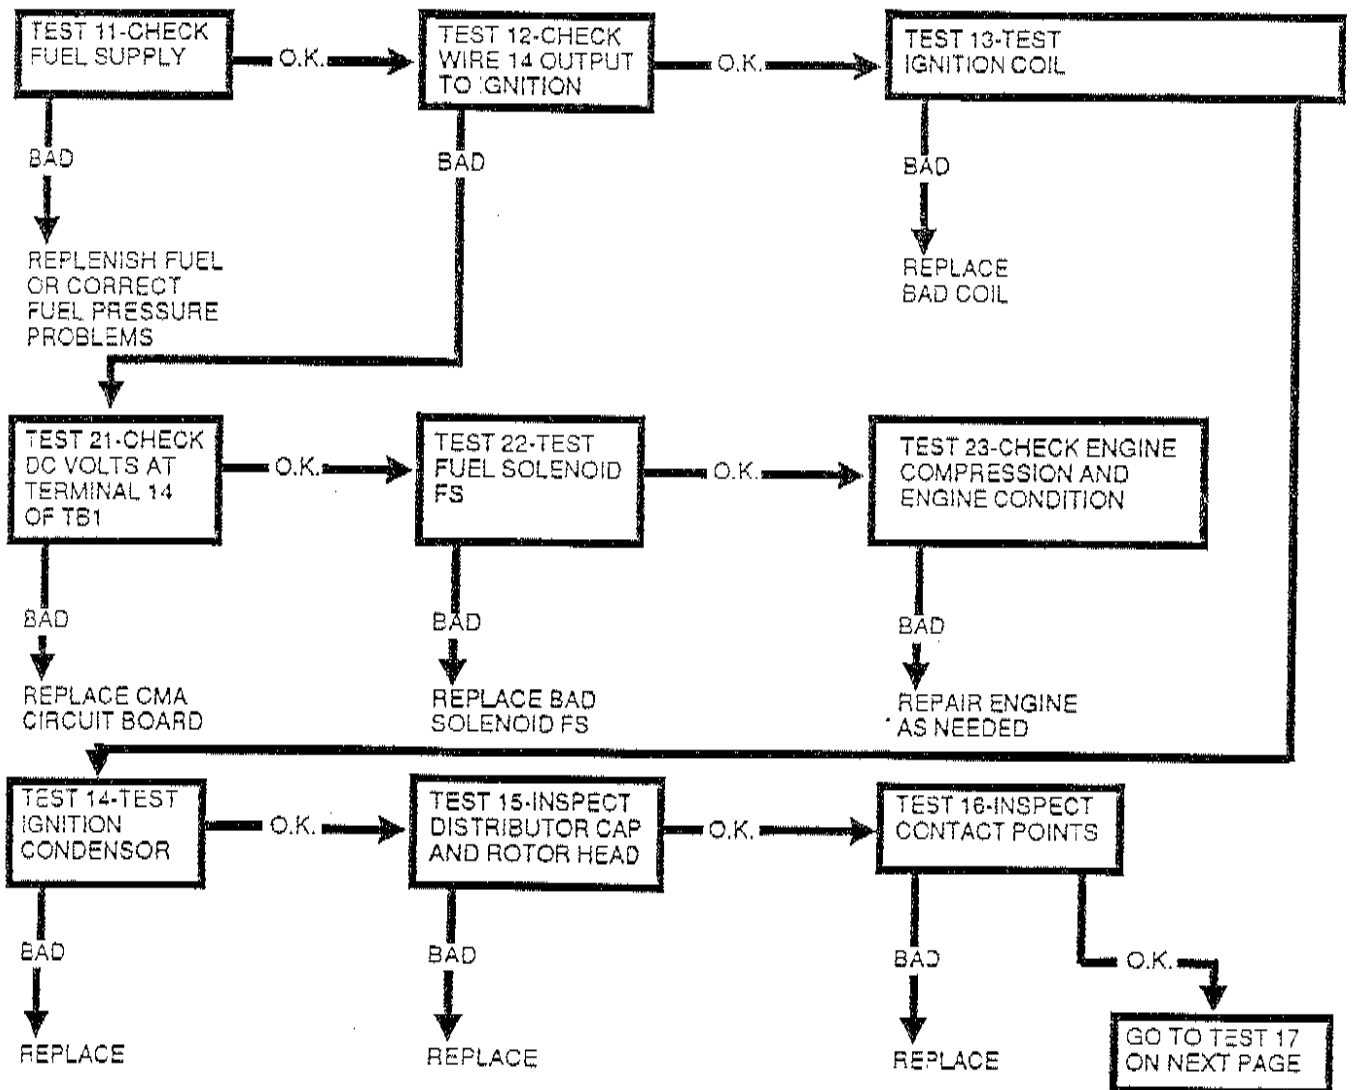 TEST 11-CHECK
FUEL SUPPLY
O.K.
TEST 12-CHECK
WIRE 14 OUTPUT
TO IGNITION
O.K.
TEST 13-TEST
IGNITION COIL
BAD
REPLENISH FUEL
OR CORRECT
FUEL PRESSURE
PROBLEMS
BAD
BAD
REPLACE
BAD COIL
TEST 21-CHECK
DC VOLTS AT
TERMINAL 14
OF TB1
O.K.
TEST 22-TEST
FUEL SOLENOID
FS
O.K.
TEST 23-CHECK ENGINE
COMPRESSION AND
ENGINE CONDITION
BAD
REPLACE CMA
CIRCUIT BOARD
BAD
REPLACE BAD
SOLENOID FS
BAD
REPAIR ENGINE
AS NEEDED
TEST 14-TEST
IGNITION
CONDENSOR
O.K.
TEST 15-INSPECT
DISTRIBUTOR CAP
AND ROTOR HEAD
O.K.
TEST 16-INSPECT
CONTACT POINTS
BAD
REPLACE
BAD
REPLACE
BAD
REPLACE
O.K.
GO TO TEST 17
ON NEXT PAGE